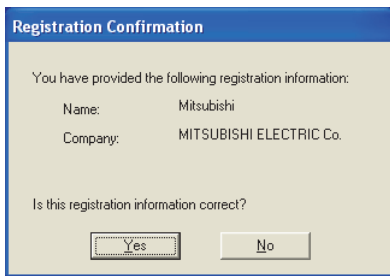 Registration Confirmation
You have provided the following registration information:
Name: Mitsubishi
Company: MITSUBISHI ELECTRIC Co.
Is this registration information correct?
Yes No